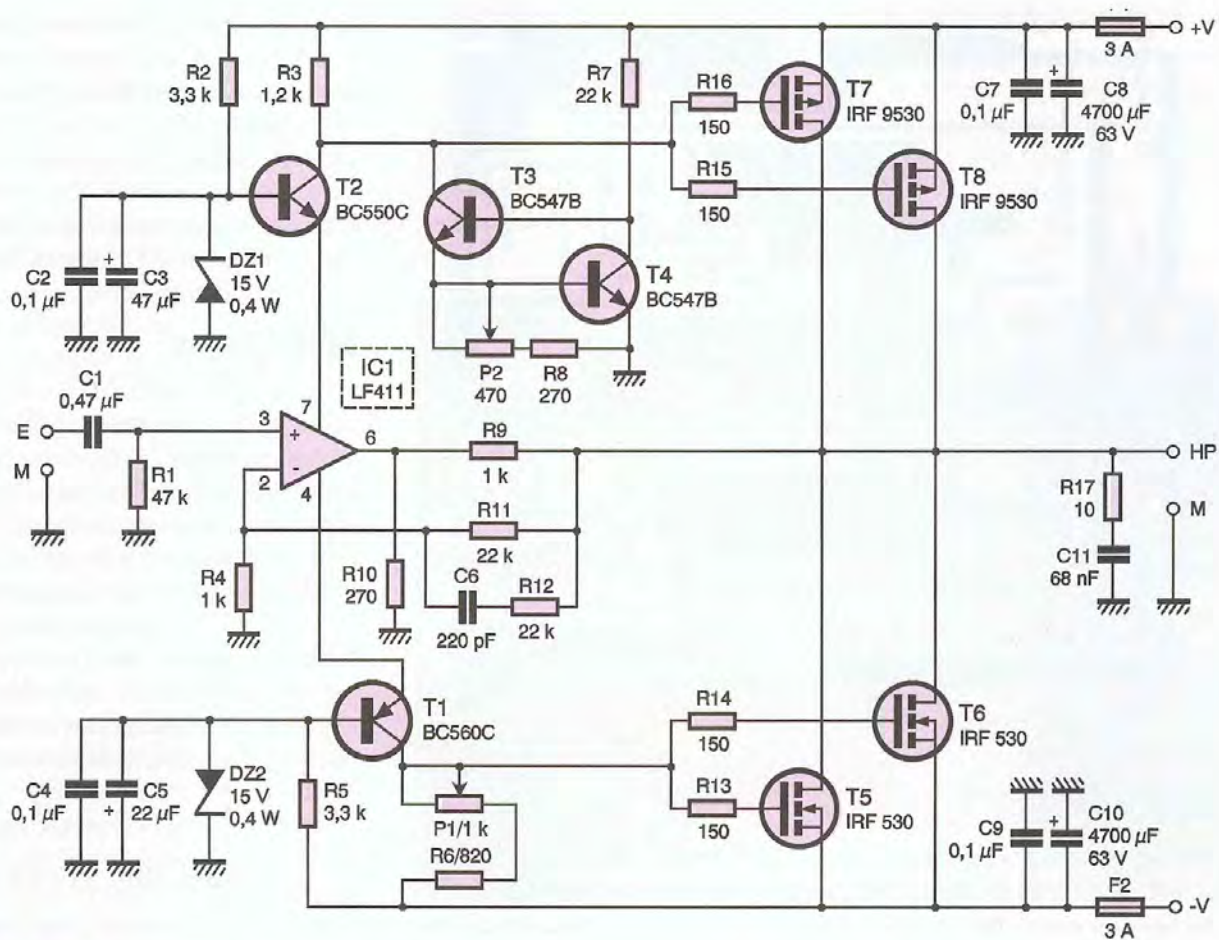 +V
3 A
R2
3,3 k
R3
1,2 k
R7
22 k
R16
150
T7
IRF 9530
C7
0,1 µF
+
C8
4700 µF
63 V
R15
150
T8
IRF 9530
T2
BC550C
T3
BC547B
T4
BC547B
C2
0,1 µF
+
C3
47 µF
DZ1
15 V
0,4 W
P2
470
R8
270
IC1
LF411
C1
0,47 µF
E
M
R1
47 k
3
+
7
6
2
-
4
R9
1 k
HP
R11
22 k
R17
10
M
R4
1 k
R10
270
C6
220 pF
R12
22 k
C11
68 nF
T1
BC560C
R14
150
T6
IRF 530
C4
0,1 µF
C5
22 µF
+
DZ2
15 V
0,4 W
R5
3,3 k
P1/1 k
R6/820
R13
150
T5
IRF 530
C9
0,1 µF
+
C10
4700 µF
63 V
F2
3 A
-V